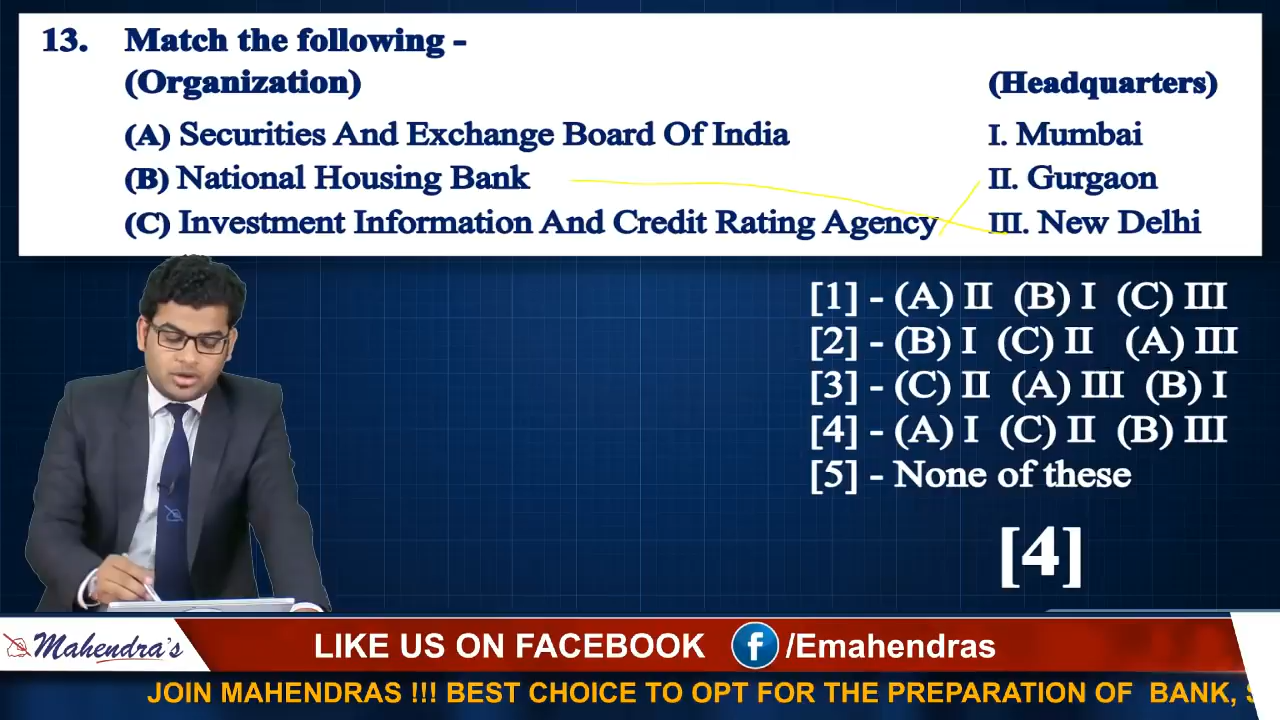 13. Match the following -
(Organization) (Headquarters)
(A) Securities And Exchange Board Of India I. Mumbai
(B) National Housing Bank II. Gurgaon
(C) Investment Information And Credit Rating Agency III. New Delhi
[1] - (A) II (B) I (C) III
[2] - (B) I (C) II (A) III
[3] - (C) II (A) III (B) I
[4] - (A) I (C) II (B) III
[5] - None of these
[4]
Mahendra's LIKE US ON FACEBOOK f /Emahendras
JOIN MAHENDRAS !!! BEST CHOICE TO OPT FOR THE PREPARATION OF BANK,